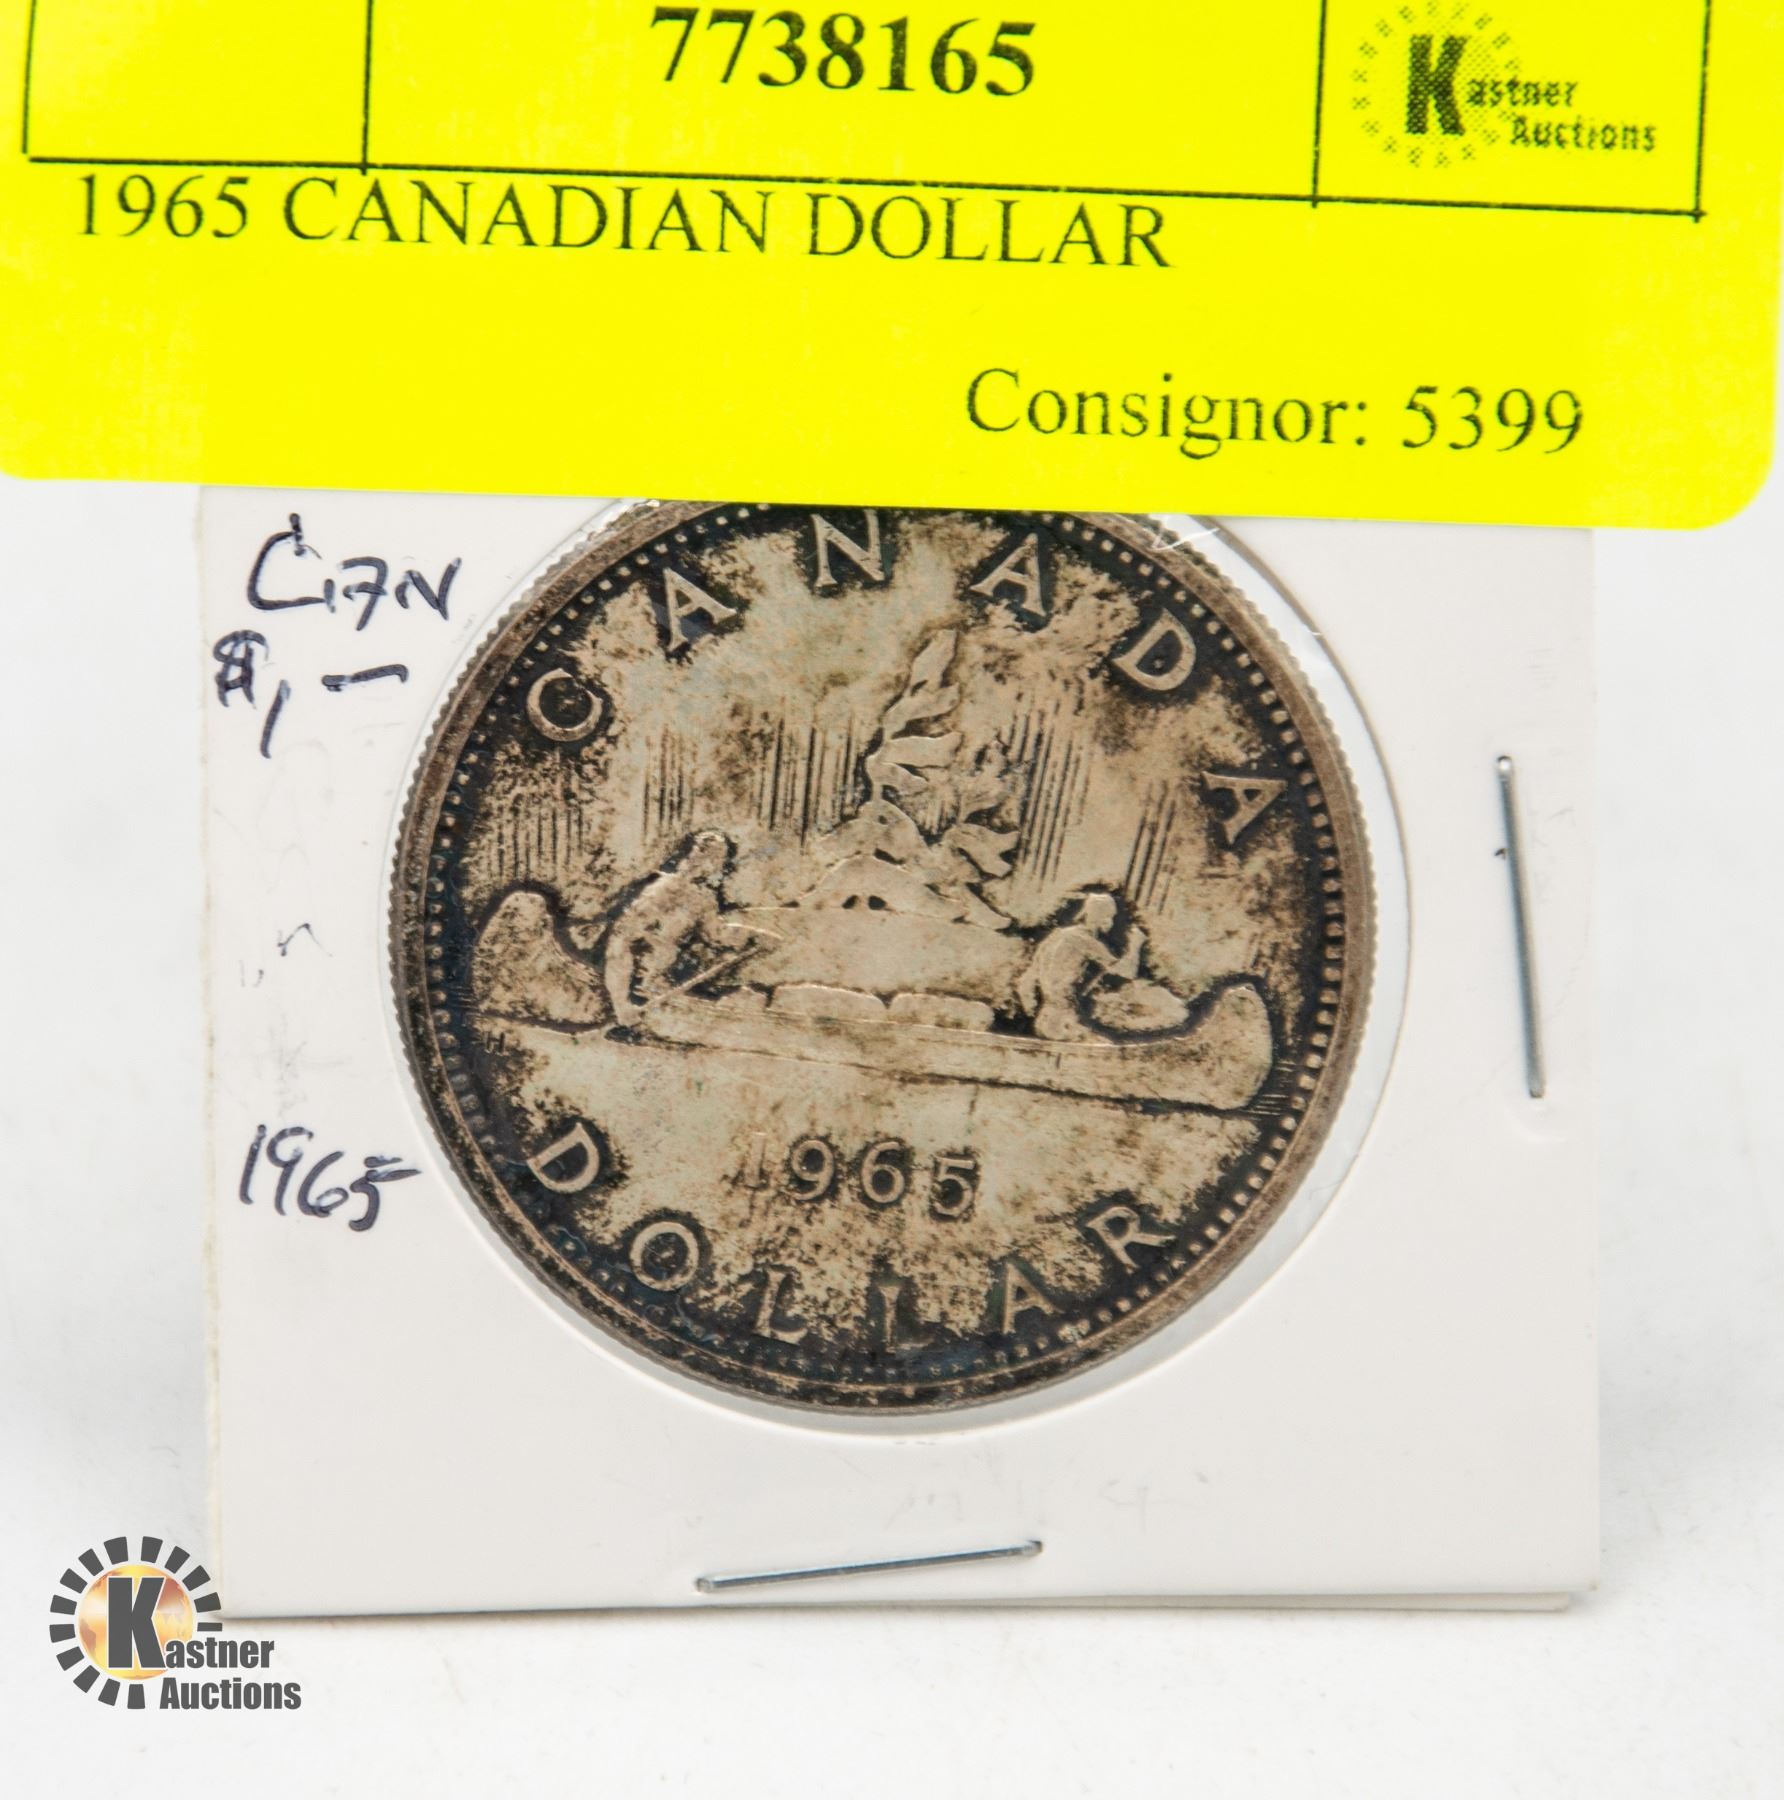 7738165
Kastner
Auctions
1965 CANADIAN DOLLAR
Consignor: 5399
CAN
$1,—
1965
CANADA
H
1965
DOLLAR
Kastner
Auctions